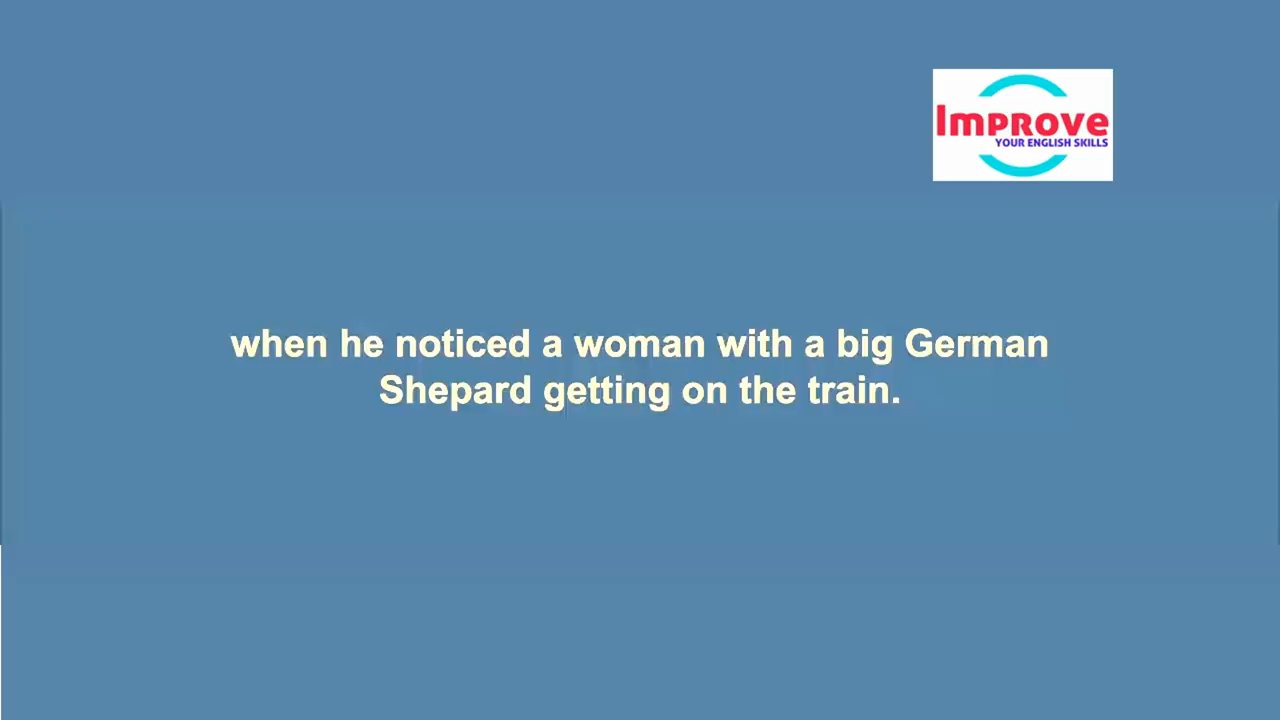 Improve
YOUR ENGLISH SKILLS
when he noticed a woman with a big German
Shepard getting on the train.